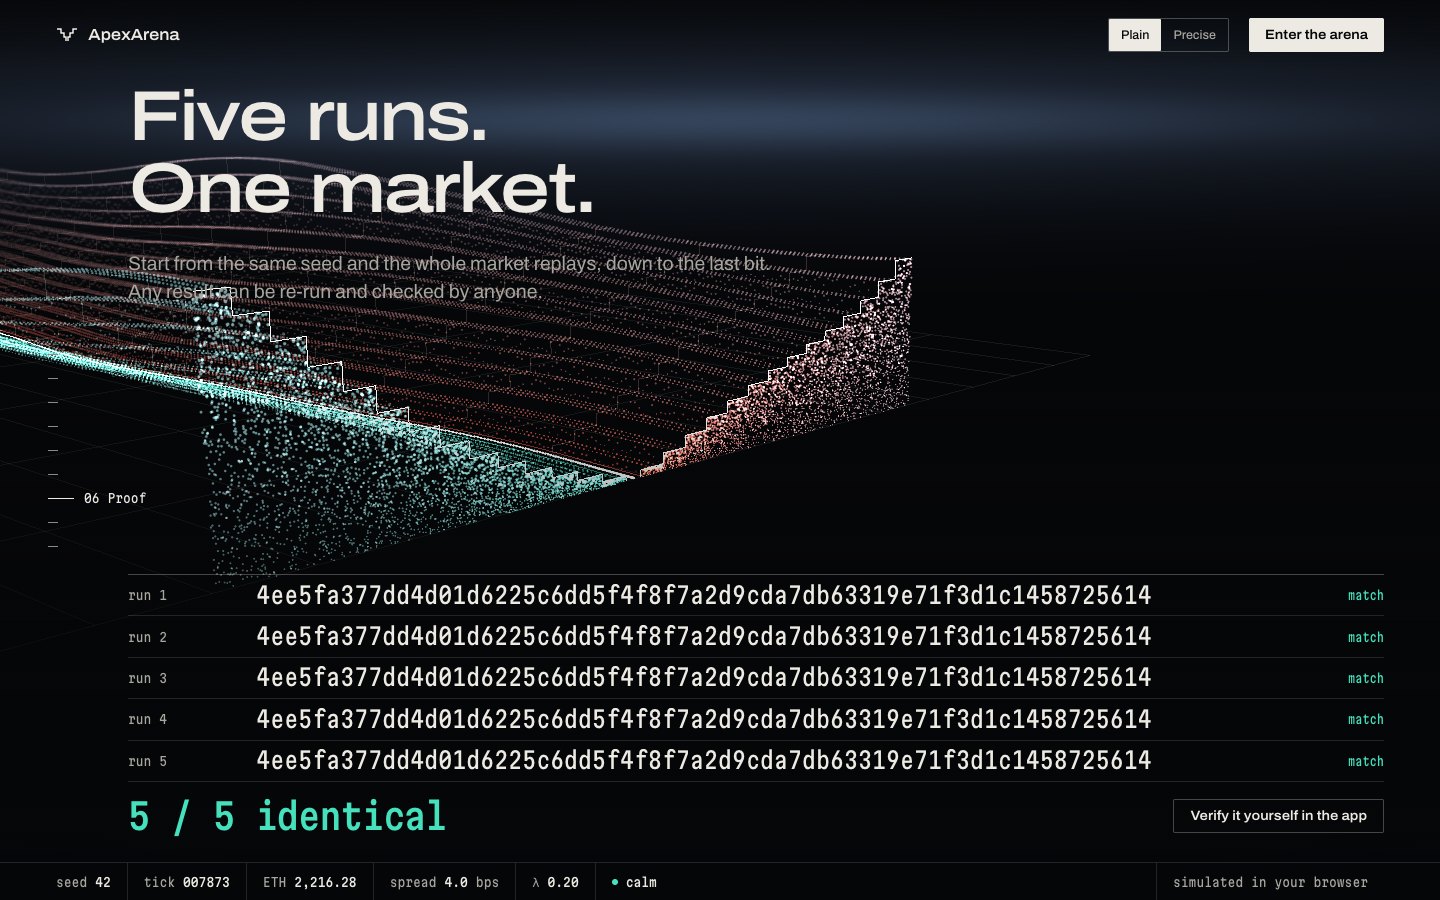 ApexArena
Plain Precise
Enter the arena
Five runs.
One market.
Start from the same seed and the whole market replays, down to the last bit.
Any result can be re-run and checked by anyone.
06 Proof
run 1 4ee5fa377dd4d01d6225c6dd5f4f8f7a2d9cda7db63319e71f3d1c1458725614 match
run 2 4ee5fa377dd4d01d6225c6dd5f4f8f7a2d9cda7db63319e71f3d1c1458725614 match
run 3 4ee5fa377dd4d01d6225c6dd5f4f8f7a2d9cda7db63319e71f3d1c1458725614 match
run 4 4ee5fa377dd4d01d6225c6dd5f4f8f7a2d9cda7db63319e71f3d1c1458725614 match
run 5 4ee5fa377dd4d01d6225c6dd5f4f8f7a2d9cda7db63319e71f3d1c1458725614 match
5 / 5 identical
Verify it yourself in the app
seed 42 tick 007873 ETH 2,216.28 spread 4.0 bps λ 0.20 calm simulated in your browser